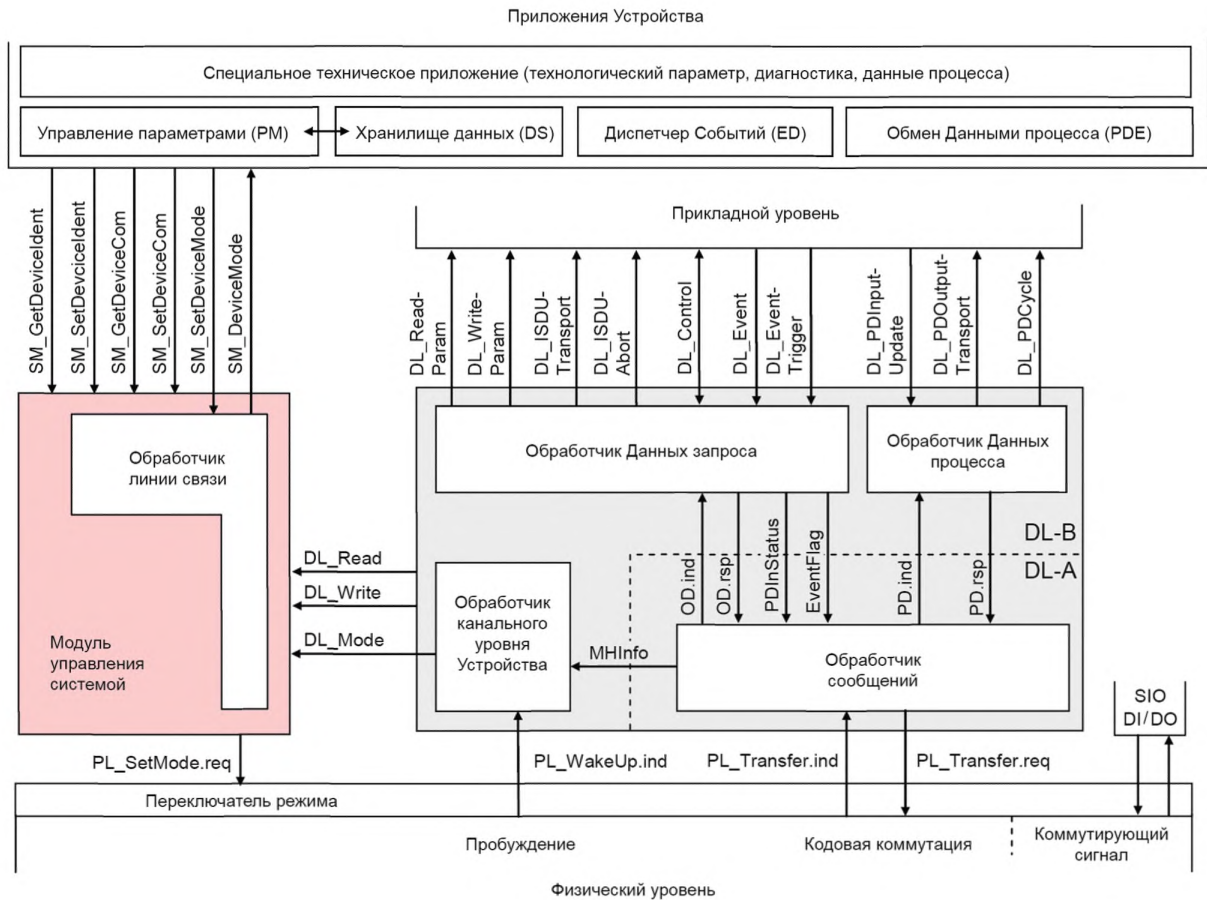 Приложения Устройства
Специальное техническое приложение (технологический параметр, диагностика, данные процесса)
Управление параметрами (PM)
Хранилище данных (DS)
Диспетчер Событий (ED)
Обмен Данными процесса (PDE)
SM_GetDeviceIdent
SM_SetDevciceIdent
SM_GetDeviceCom
SM_SetDeviceCom
SM_SetDeviceMode
SM_DeviceMode
Прикладной уровень
DL_Read-
Param
DL_Write-
Param
DL_ISDU-
Transport
DL_ISDU-
Abort
DL_Control
DL_Event
DL_Event-
Trigger
DL_PDInput-
Update
DL_PDOutput-
Transport
DL_PDCycle
Обработчик
линии связи
Обработчик Данных запроса
Обработчик Данных
процесса
DL-B
DL-A
OD.ind
OD.rsp
PDInStatus
EventFlag
PD.ind
PD.rsp
DL_Read
DL_Write
DL_Mode
Обработчик
канального
уровня
Устройства
MHInfo
Обработчик
сообщений
Модуль
управления
системой
SIO
DI/DO
PL_SetMode.req
PL_WakeUp.ind
PL_Transfer.ind
PL_Transfer.req
Переключатель режима
Пробуждение
Кодовая коммутация
Коммутирующий
сигнал
Физический уровень